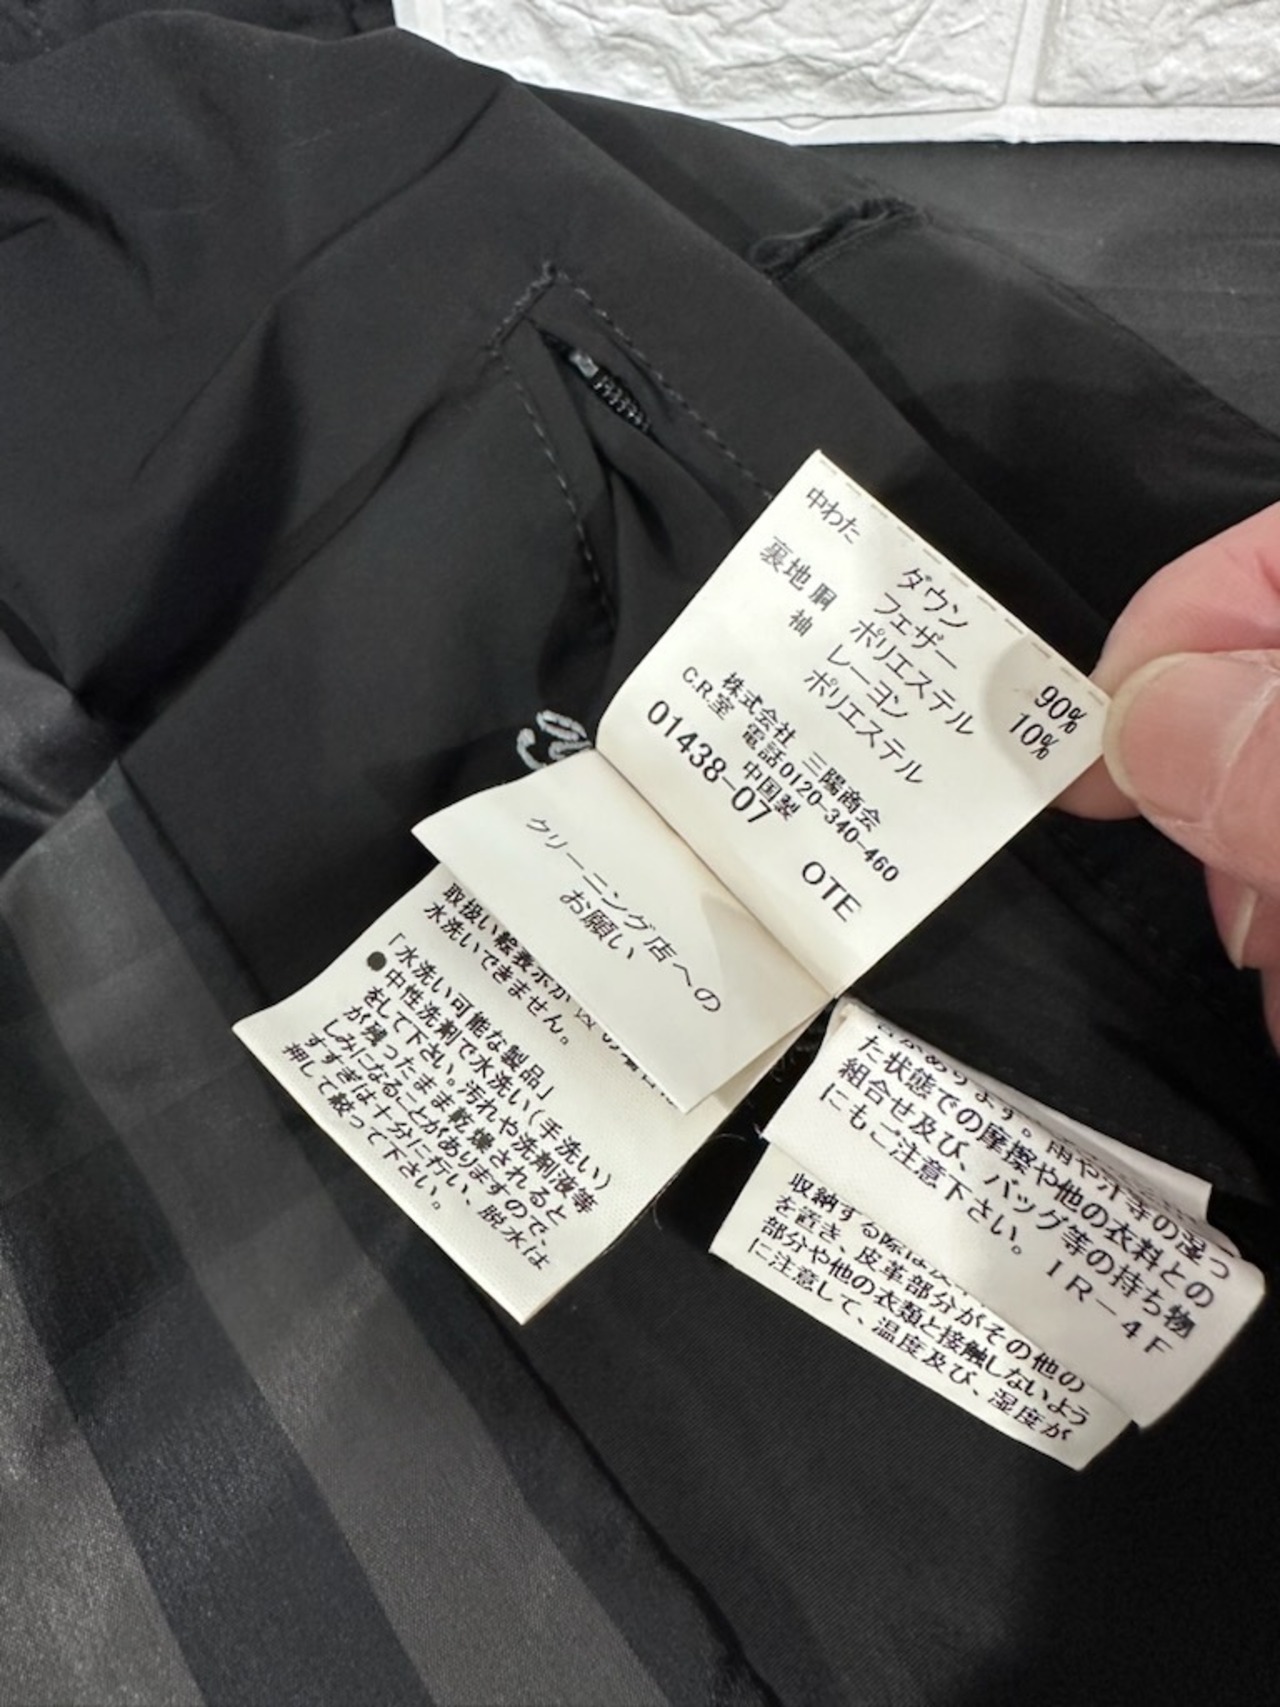 中わた ダウン 90%
フェザー 10%
裏地 胴 ポリエステル
レーヨン
袖 ポリエステル
株式会社 三陽商会
C.R.室 電話0120-340-460
中国製
01438-07 OTE
クリーニング店への
お願い
取扱い絵表示が
水洗いできません。
「水洗い可能な製品」
●中性洗剤で水洗い(手洗い)
をして下さい。汚れや洗剤液等
が残ったまま乾燥されると
しみになることがありますので、
すすぎは十分に行い、脱水は
押して絞って下さい。
た状態での摩擦や他の衣料との
組合せ及び、バッグ等の持ち物
にもご注意下さい。 IR-4F
収納する際は
を置き、皮革部分がその他の
部分や他の衣類と接触しないよう
に注意して、温度及び、湿度が